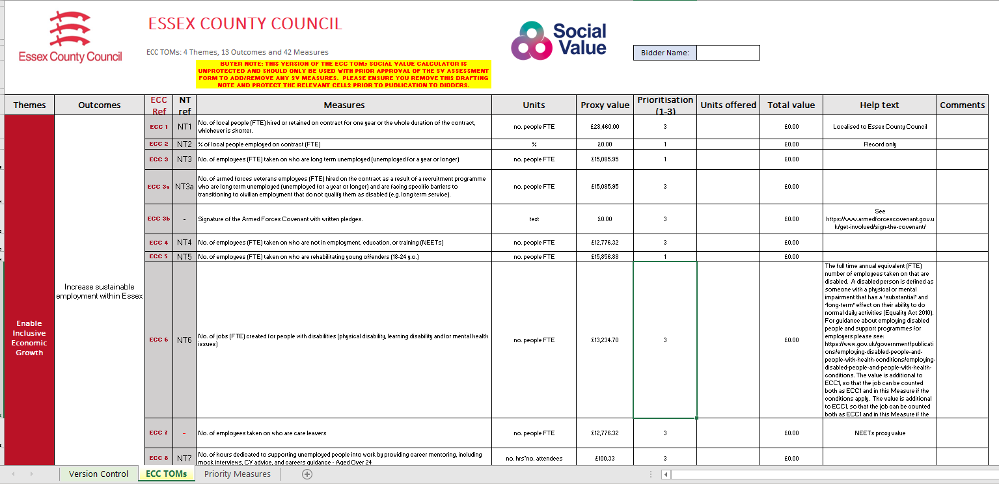 ESSEX COUNTY COUNCIL
Essex County Council
ECC TOMs: 4 Themes, 13 Outcomes and 42 Measures
Social
Value
Bidder Name:
BUYER NOTE: THIS VERSION OF THE ECC TOMs SOCIAL VALUE CALCULATOR IS
UNPROTECTED AND SHOULD ONLY BE USED WITH PRIOR APPROVAL OF THE SV ASSESSMENT
FORM TO ADD/REMOVE ANY SV MEASURES. PLEASE ENSURE YOU REMOVE THIS DRAFTING
NOTE AND PROTECT THE RELEVANT CELLS PRIOR TO PUBLICATION TO BIDDERS.
Themes
Outcomes
ECC
Ref
NT
ref
Measures
Units
Proxy value
Prioritisation
(1-3)
Units offered
Total value
Help text
Comments
Enable
Inclusive
Economic
Growth
Increase sustainable
employment within Essex
ECC 1
NT1
No. of local people (FTE) hired or retained on contract for one year or the whole duration of the contract,
whichever is shorter.
no. people FTE
£28,460.00
3
£0.00
Localised to Essex County Council
ECC 2
NT2
% of local people employed on contract (FTE)
%
£0.00
1
£0.00
Record only
ECC 3
NT3
No. of employees (FTE) taken on who are long term unemployed (unemployed for a year or longer)
no. people FTE
£15,085.95
1
£0.00
ECC 3a
NT3a
No. of armed forces veterans employees (FTE) hired on the contract as a result of a recruitment programme
who are long term unemployed (unemployed for a year or longer) and are facing specific barriers to
transitioning to civilian employment that do not qualify them as disabled (e.g. long term service).
no. people FTE
£15,085.95
3
£0.00
ECC 3b
-
Signature of the Armed Forces Covenant with written pledges.
text
£0.00
3
£0.00
See
https://www.armedforcescovenant.gov.u
k/get-involved/sign-the-covenant/
ECC 4
NT4
No. of employees (FTE) taken on who are not in employment, education, or training (NEETs)
no. people FTE
£12,776.32
3
£0.00
ECC 5
NT5
No. of employees (FTE) taken on who are rehabilitating young offenders (18-24 y.o.)
no. people FTE
£15,856.88
1
£0.00
ECC 6
NT6
No. of jobs (FTE) created for people with disabilities (physical disability, learning disability and/or mental health
issues)
no. people FTE
£13,234.70
3
£0.00
The full time annual equivalent (FTE)
number of employees taken on that are
disabled. A disabled person is defined as
someone with a physical or mental
impairment that has a ‘substantial’ and
‘long-term’ effect on their ability to do
normal daily activities (Equality Act 2010).
For guidance about employing disabled
people and support programmes for
employers please see:
https://www.gov.uk/government/publicati
ons/employing-disabled-people-and-
people-with-health-conditions/employing-
disabled-people-and-people-with-health-
conditions. The value is additional to
ECC1, so that the job can be counted
both as ECC1 and in this Measure if the
conditions apply. The value is additional
to ECC1, so that the job can be counted
both as ECC1 and in this Measure if the
ECC 7
-
No. of employees taken on who are care leavers
no. people FTE
£12,776.32
3
£0.00
NEETs proxy value
ECC 8
NT7
No. of hours dedicated to supporting unemployed people into work by providing career mentoring, including
mock interviews, CV advice, and careers guidance - Aged Over 24
no. hrs*no. attendees
£100.33
3
£0.00
Version Control
ECC TOMs
Priority Measures